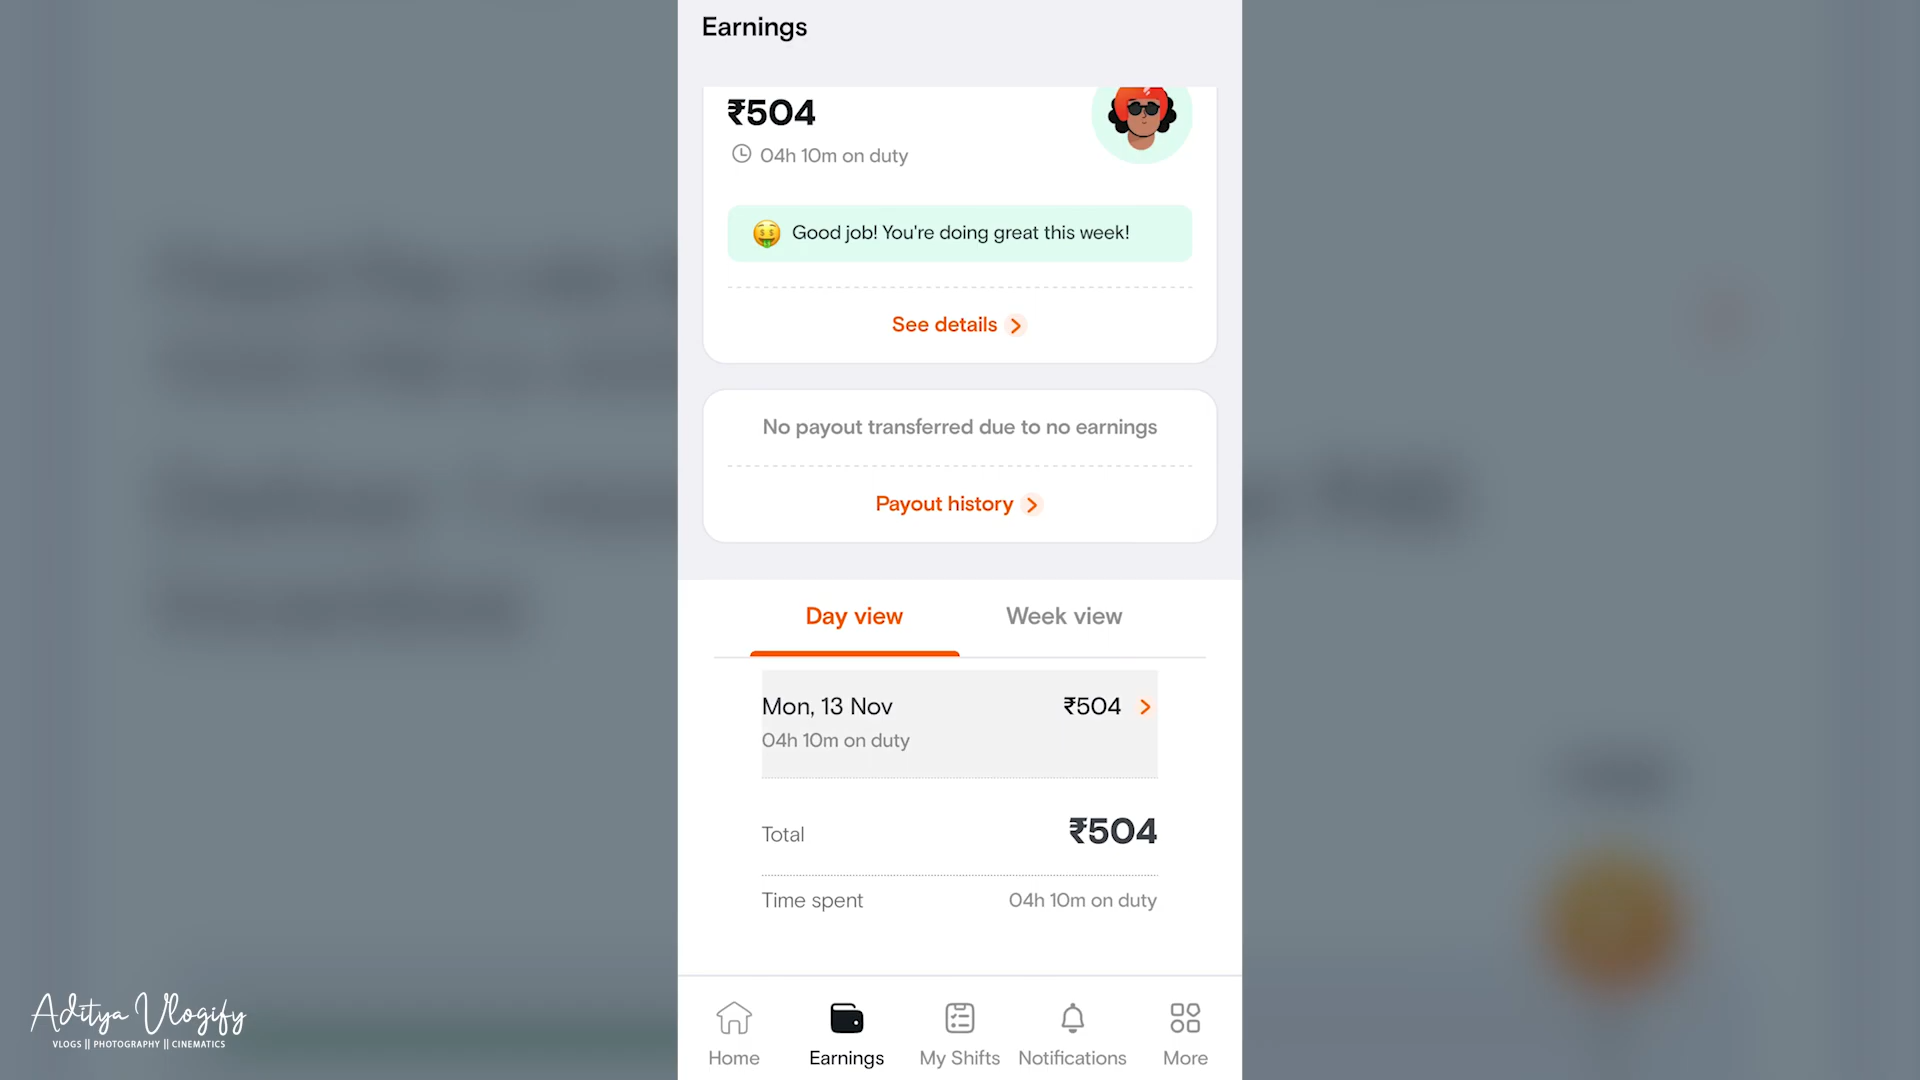 Earnings
₹504
04h 10m on duty
Good job! You're doing great this week!
See details
No payout transferred due to no earnings
Payout history
Day view Week view
Mon, 13 Nov ₹504
04h 10m on duty
Total ₹504
Time spent 04h 10m on duty
Home Earnings My Shifts Notifications More
Aditya Vlogify
VLOGS || PHOTOGRAPHY || CINEMATICS